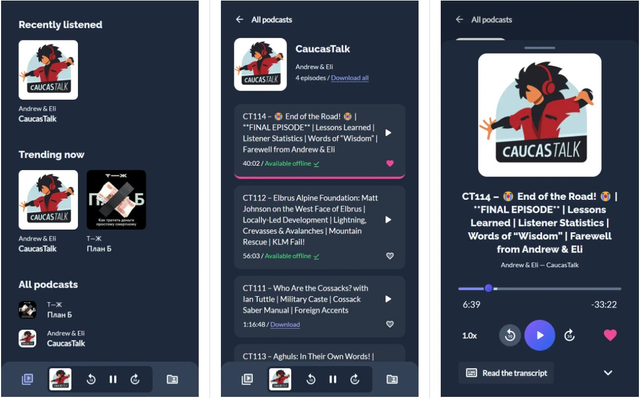 Recently listened
CAUCASTALK
Andrew & Eli
CaucasTalk
Trending now
CAUCASTALK
Т—Ж
П Б
Как тратить деньги
простому смертному
Andrew & Eli
CaucasTalk
Т—Ж
План Б
All podcasts
Т—Ж
План Б
Andrew & Eli
CaucasTalk
All podcasts
CAUCASTALK
CaucasTalk
Andrew & Eli
4 episodes / Download all
CT114 – End of the Road! |
**FINAL EPISODE** | Lessons Learned |
Listener Statistics | Words of “Wisdom” |
Farewell from Andrew & Eli
40:02 / Available offline
CT112 – Elbrus Alpine Foundation: Matt
Johnson on the West Face of Elbrus |
Locally-Led Development | Lightning,
Crevasses & Avalanches | Mountain
Rescue | KLM Fail!
56:03 / Available offline
CT111 – Who Are the Cossacks? with
Ian Tuttle | Military Caste | Cossack
Saber Manual | Foreign Accents
1:16:48 / Download
CT113 – Aghuls: In Their Own Words! |
All podcasts
CAUCASTALK
CT114 – End of the Road! |
**FINAL EPISODE** | Lessons
Learned | Listener Statistics |
Words of “Wisdom” | Farewell
from Andrew & Eli
Andrew & Eli — CaucasTalk
6:39
-33:22
1.0x
Read the transcript